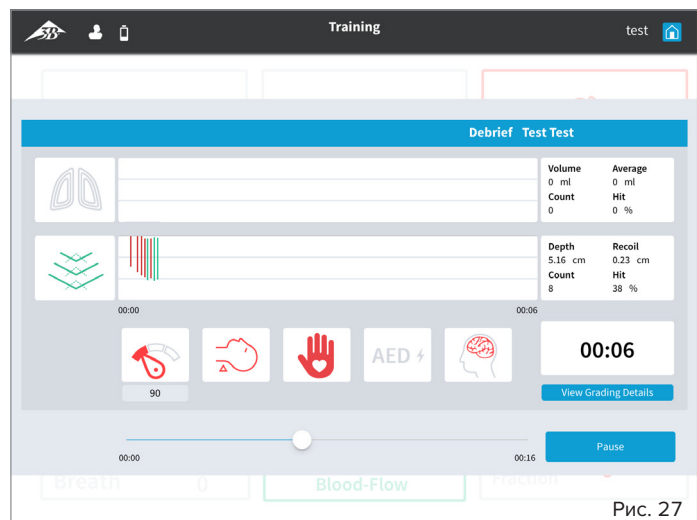 3B
Training
test
Debrief Test Test
Volume Average
0 ml 0 ml
Count Hit
0 0 %
Depth Recoil
5.16 cm 0.23 cm
Count Hit
8 38 %
00:00 00:06
AED
00:06
90
View Grading Details
00:00 00:16
Pause
Breath 0
Blood-Flow
Fraction
Рис. 27